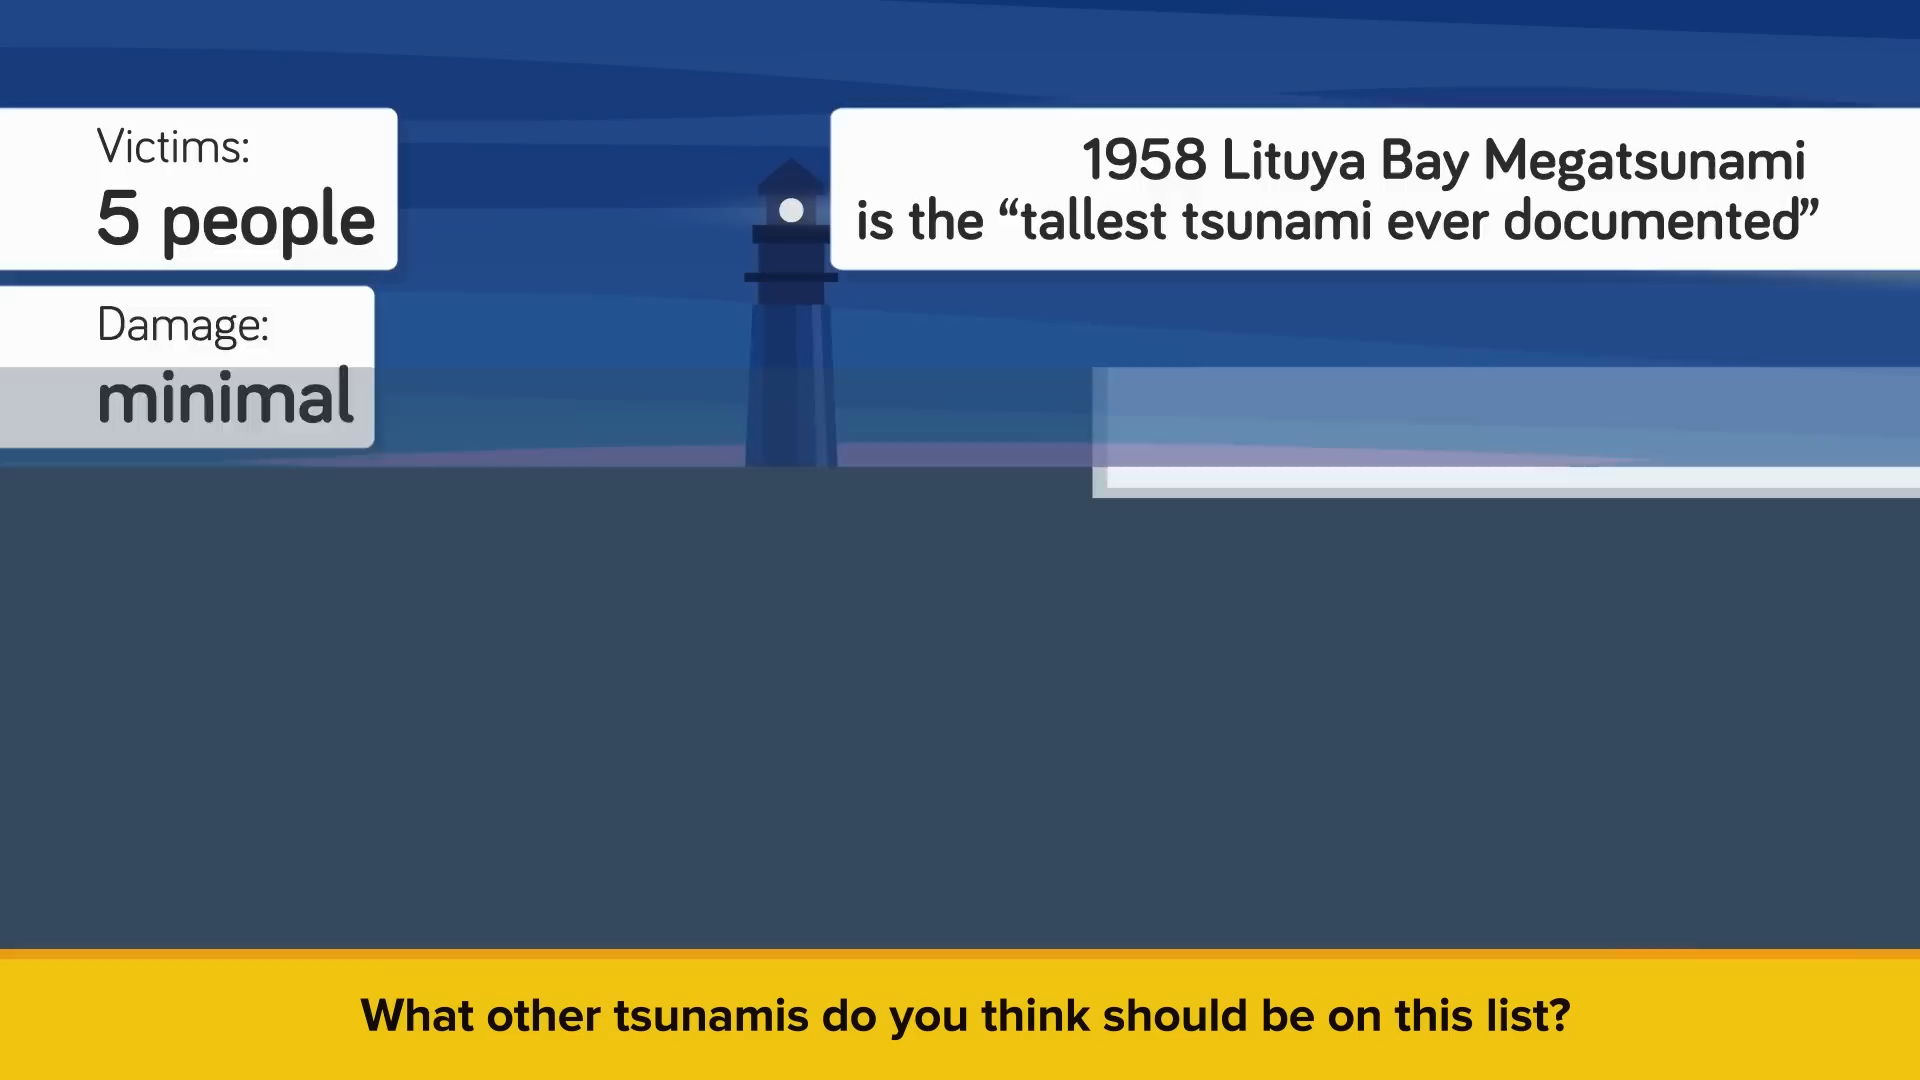 Victims:
5 people
Damage:
minimal
1958 Lituya Bay Megatsunami
is the “tallest tsunami ever documented”
What other tsunamis do you think should be on this list?